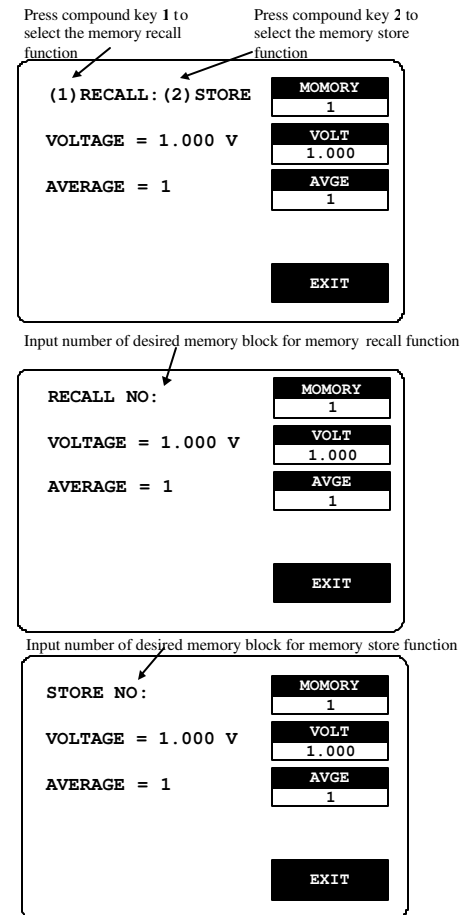 Press compound key 1 to
select the memory recall
function
Press compound key 2 to
select the memory store
function
(1)RECALL:(2)STORE
VOLTAGE = 1.000 V
AVERAGE = 1
MOMORY
1
VOLT
1.000
AVGE
1
EXIT
Input number of desired memory block for memory recall function
RECALL NO:
VOLTAGE = 1.000 V
AVERAGE = 1
MOMORY
1
VOLT
1.000
AVGE
1
EXIT
Input number of desired memory block for memory store function
STORE NO:
VOLTAGE = 1.000 V
AVERAGE = 1
MOMORY
1
VOLT
1.000
AVGE
1
EXIT